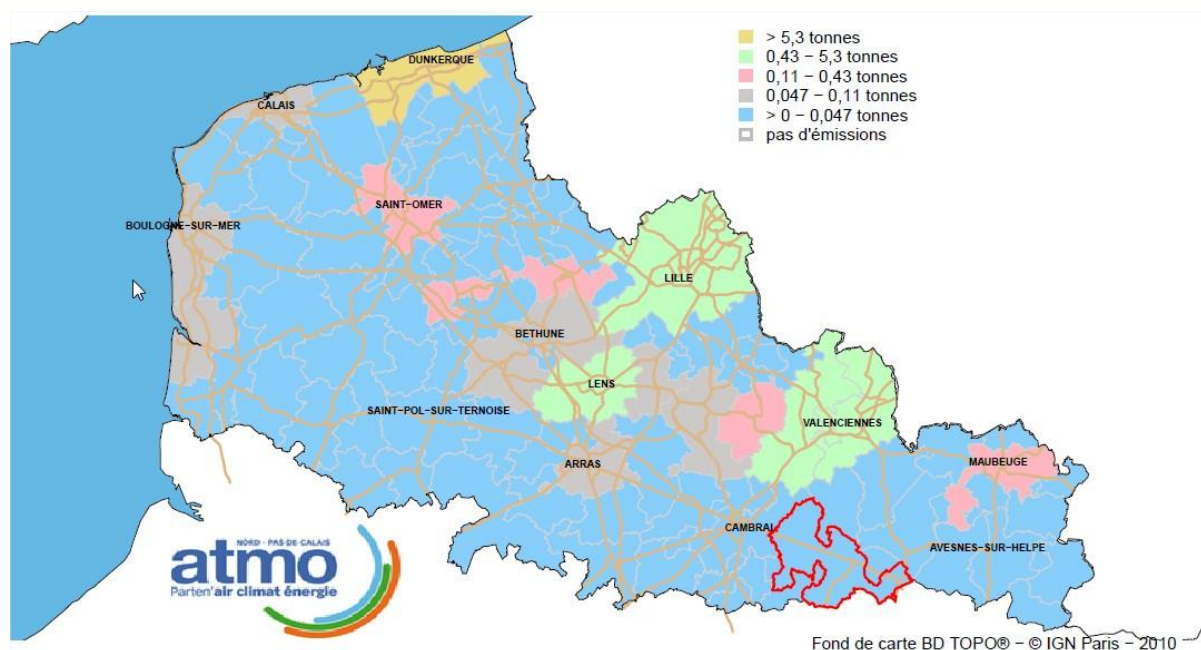 > 5,3 tonnes
0,43 – 5,3 tonnes
0,11 – 0,43 tonnes
0,047 – 0,11 tonnes
> 0 – 0,047 tonnes
pas d'émissions
DUNKERQUE
CALAIS
SAINT–OMER
BOULOGNE–SUR–MER
LILLE
BETHUNE
LENS
SAINT–POL–SUR–TERNOISE
VALENCIENNES
ARRAS
MAUBEUGE
CAMBRAI
AVESNES–SUR–HELPE
NORD - PAS-DE-CALAIS
atmo
Parten'air climat énergie
Fond de carte BD TOPO® – © IGN Paris – 2010